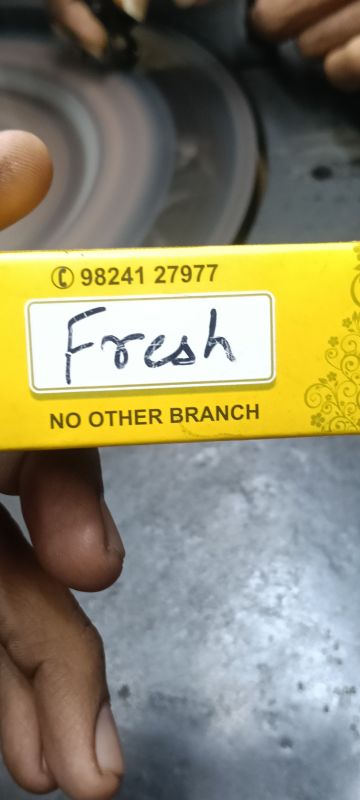 ✆ 98241 27977
Fresh
NO OTHER BRANCH